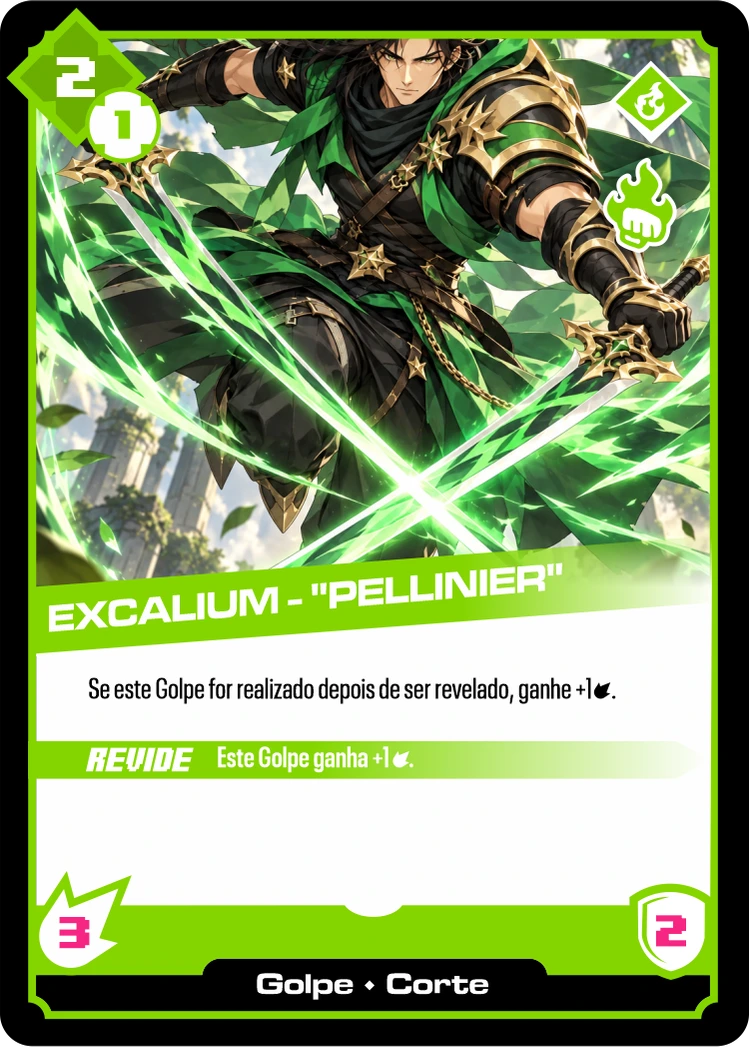 2
1
EXCALIUM - "PELLINIER"
Se este Golpe for realizado depois de ser revelado, ganhe +1.
REVIDE Este Golpe ganha +1.
3
2
Golpe • Corte